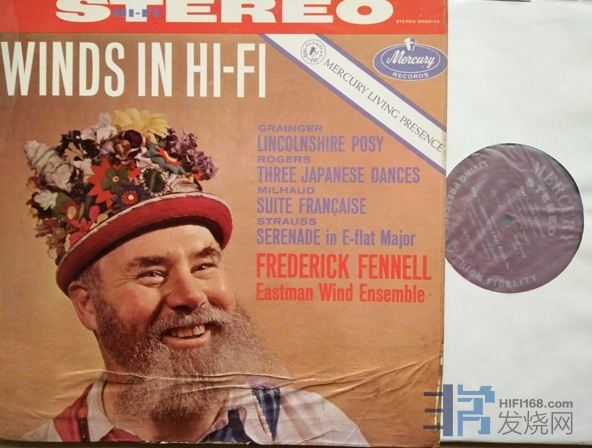 STEREO
HI-FI
STEREO SR90173
WINDS IN HI-FI
Mercury
RECORDS
MERCURY LIVING PRESENCE
GRAINGER
LINCOLNSHIRE POSY
ROGERS
THREE JAPANESE DANCES
MILHAUD
SUITE FRANÇAISE
STRAUSS
SERENADE in E-flat Major
FREDERICK FENNELL
Eastman Wind Ensemble
MERCURY
LIVING PRESENCE
STEREO
HIGH FIDELITY
HIFI168.com
发烧网